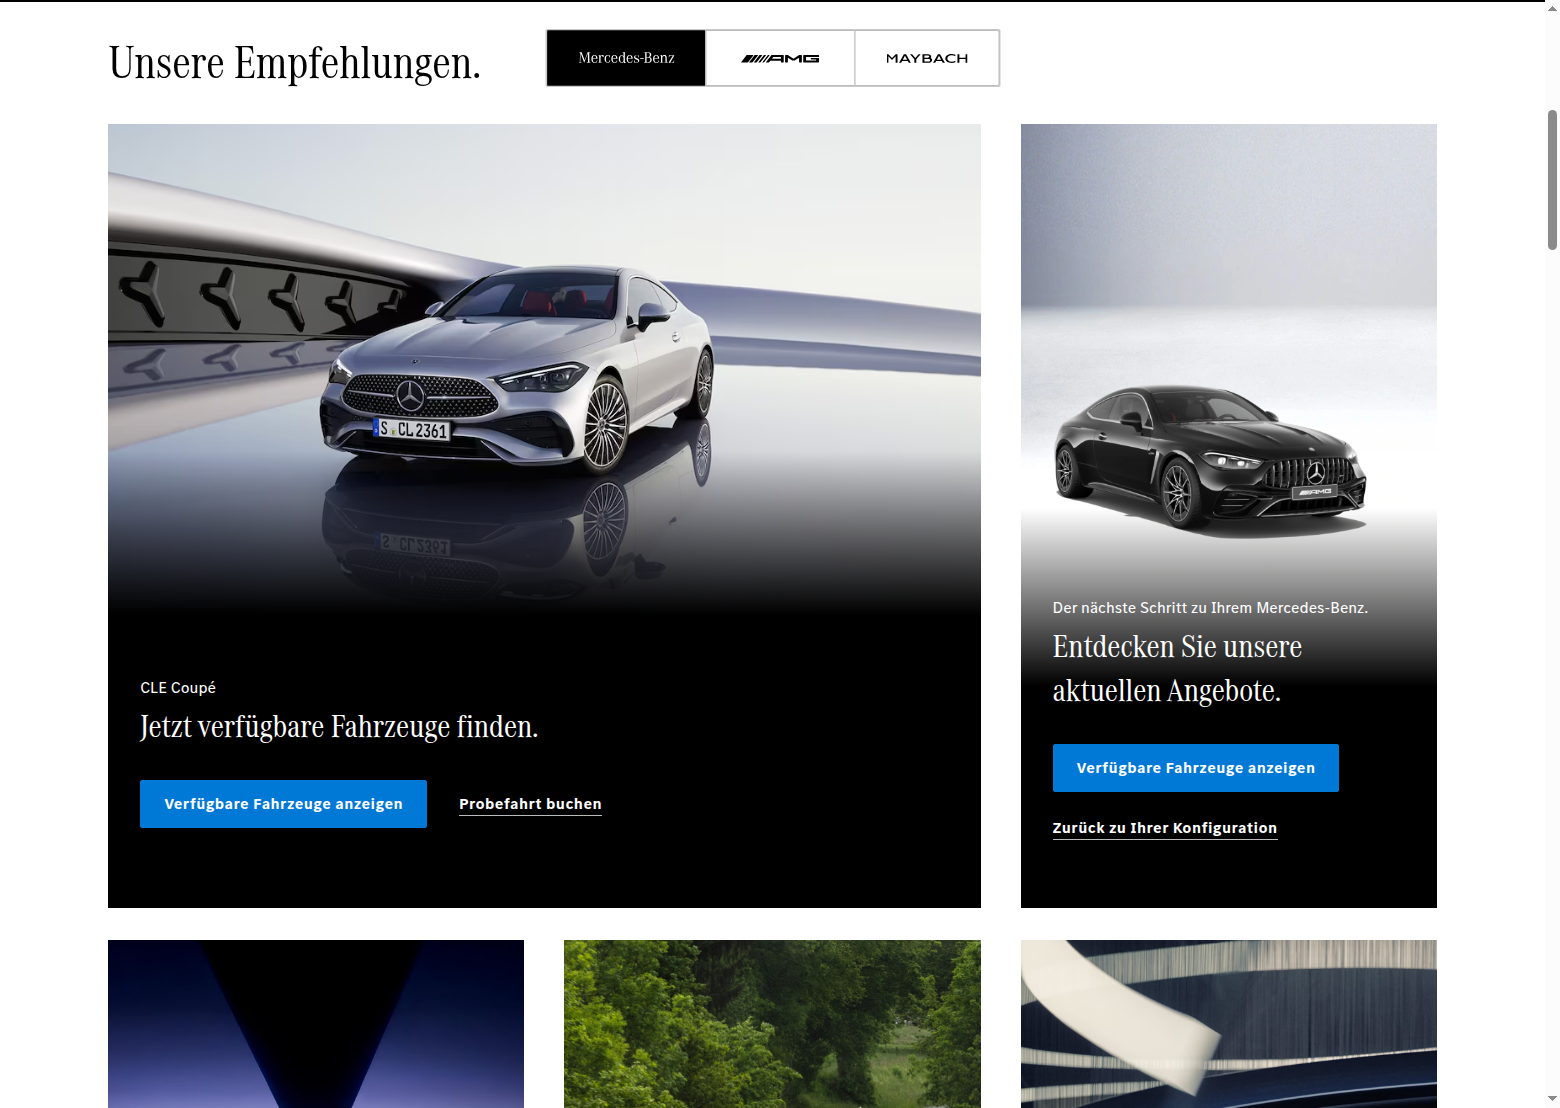 Unsere Empfehlungen.
Mercedes-Benz
AMG
MAYBACH
S CL 2361
AMG
CLE Coupé
Jetzt verfügbare Fahrzeuge finden.
Verfügbare Fahrzeuge anzeigen
Probefahrt buchen
Der nächste Schritt zu Ihrem Mercedes-Benz.
Entdecken Sie unsere
aktuellen Angebote.
Verfügbare Fahrzeuge anzeigen
Zurück zu Ihrer Konfiguration